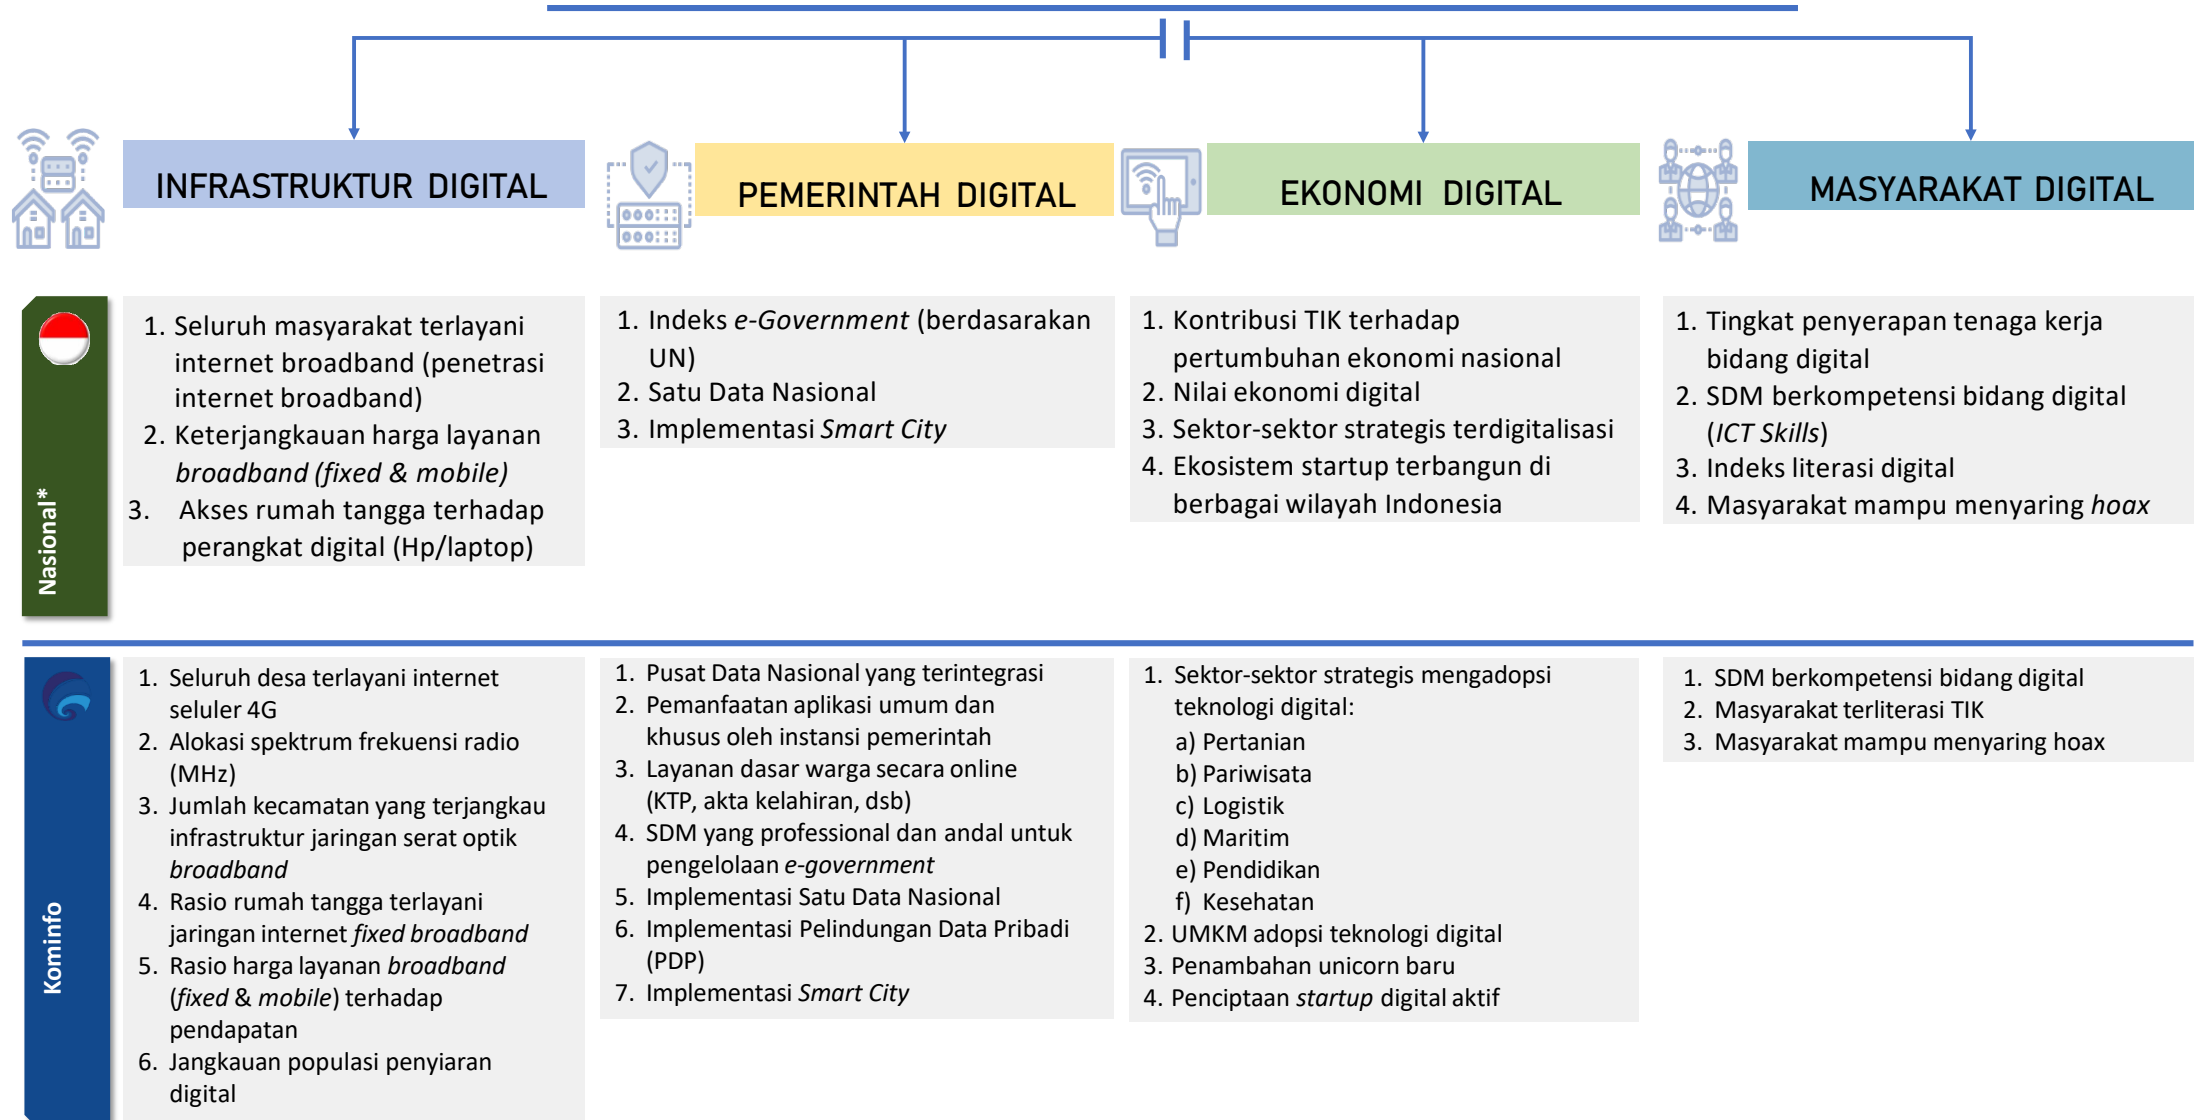 INFRASTRUKTUR DIGITAL
PEMERINTAH DIGITAL
EKONOMI DIGITAL
MASYARAKAT DIGITAL
Nasional*
1. Seluruh masyarakat terlayani
internet broadband (penetrasi
internet broadband)
2. Keterjangkauan harga layanan
broadband (fixed & mobile)
3. Akses rumah tangga terhadap
perangkat digital (Hp/laptop)
1. Indeks e-Government (berdasarakan
UN)
2. Satu Data Nasional
3. Implementasi Smart City
1. Kontribusi TIK terhadap
pertumbuhan ekonomi nasional
2. Nilai ekonomi digital
3. Sektor-sektor strategis terdigitalisasi
4. Ekosistem startup terbangun di
berbagai wilayah Indonesia
1. Tingkat penyerapan tenaga kerja
bidang digital
2. SDM berkompetensi bidang digital
(ICT Skills)
3. Indeks literasi digital
4. Masyarakat mampu menyaring hoax
Kominfo
1. Seluruh desa terlayani internet
seluler 4G
2. Alokasi spektrum frekuensi radio
(MHz)
3. Jumlah kecamatan yang terjangkau
infrastruktur jaringan serat optik
broadband
4. Rasio rumah tangga terlayani
jaringan internet fixed broadband
5. Rasio harga layanan broadband
(fixed & mobile) terhadap
pendapatan
6. Jangkauan populasi penyiaran
digital
1. Pusat Data Nasional yang terintegrasi
2. Pemanfaatan aplikasi umum dan
khusus oleh instansi pemerintah
3. Layanan dasar warga secara online
(KTP, akta kelahiran, dsb)
4. SDM yang professional dan andal untuk
pengelolaan e-government
5. Implementasi Satu Data Nasional
6. Implementasi Pelindungan Data Pribadi
(PDP)
7. Implementasi Smart City
1. Sektor-sektor strategis mengadopsi
teknologi digital:
a) Pertanian
b) Pariwisata
c) Logistik
d) Maritim
e) Pendidikan
f) Kesehatan
2. UMKM adopsi teknologi digital
3. Penambahan unicorn baru
4. Penciptaan startup digital aktif
1. SDM berkompetensi bidang digital
2. Masyarakat terliterasi TIK
3. Masyarakat mampu menyaring hoax